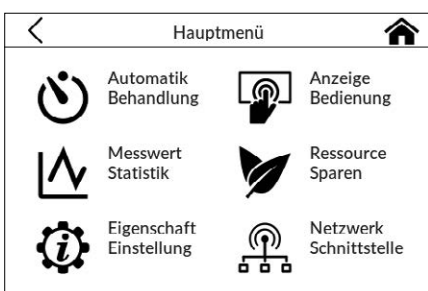 Hauptmenü
Automatik
Behandlung
Anzeige
Bedienung
Messwert
Statistik
Ressource
Sparen
Eigenschaft
Einstellung
Netzwerk
Schnittstelle